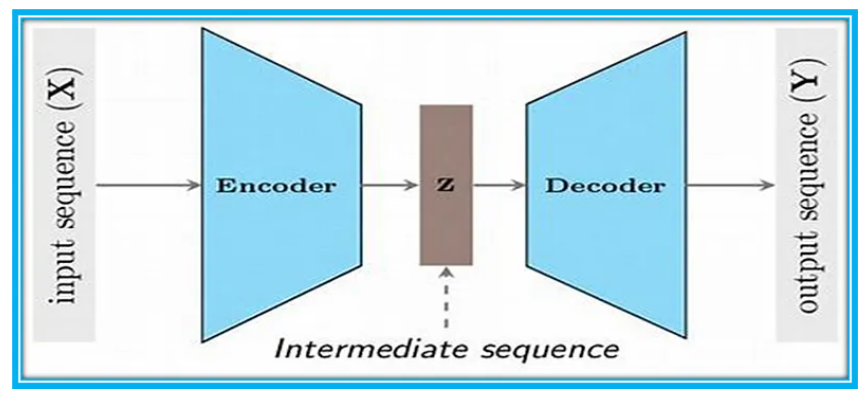 input sequence (X)
Encoder
z
Decoder
output sequence (Y)
Intermediate sequence